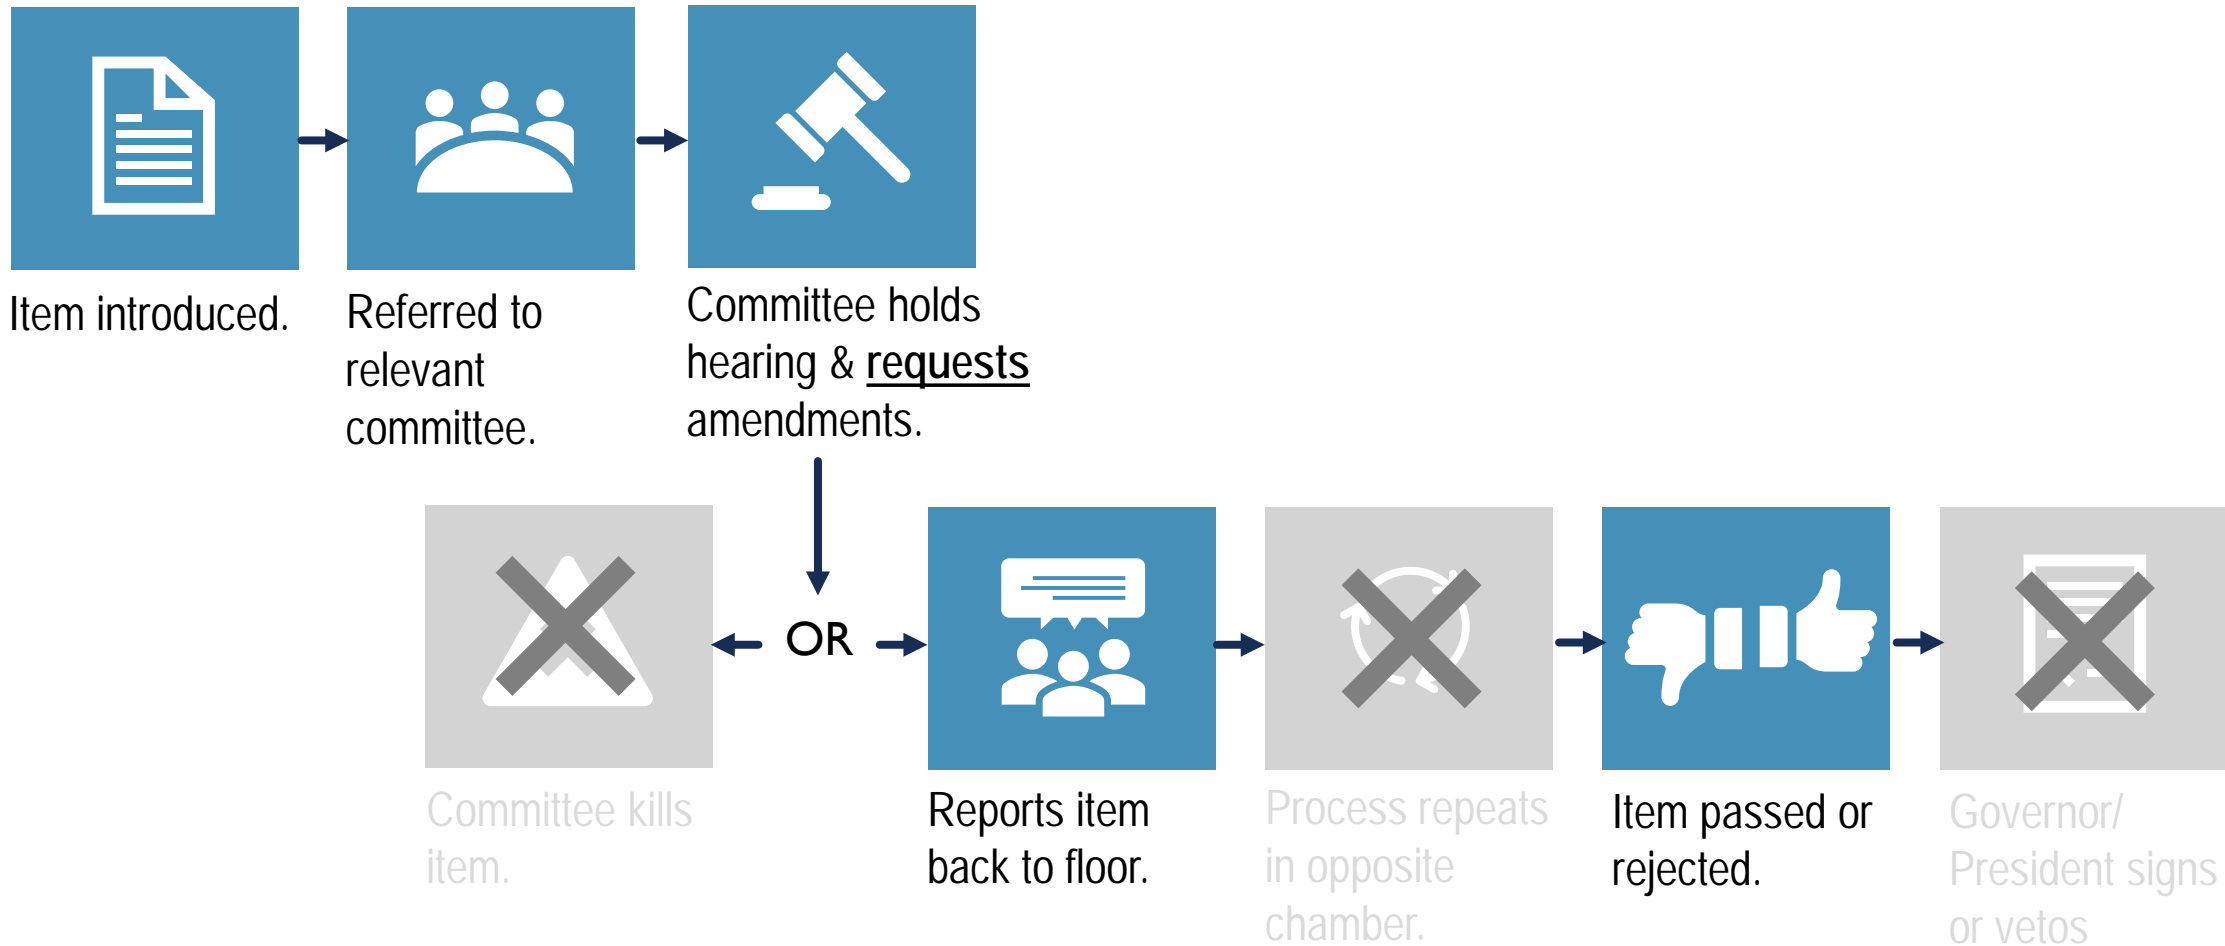 Item introduced.
Referred to
relevant
committee.
Committee holds
hearing & requests
amendments.
OR
Committee kills
item.
Reports item
back to floor.
Process repeats
in opposite
chamber.
Item passed or
rejected.
Governor/
President signs
or vetos